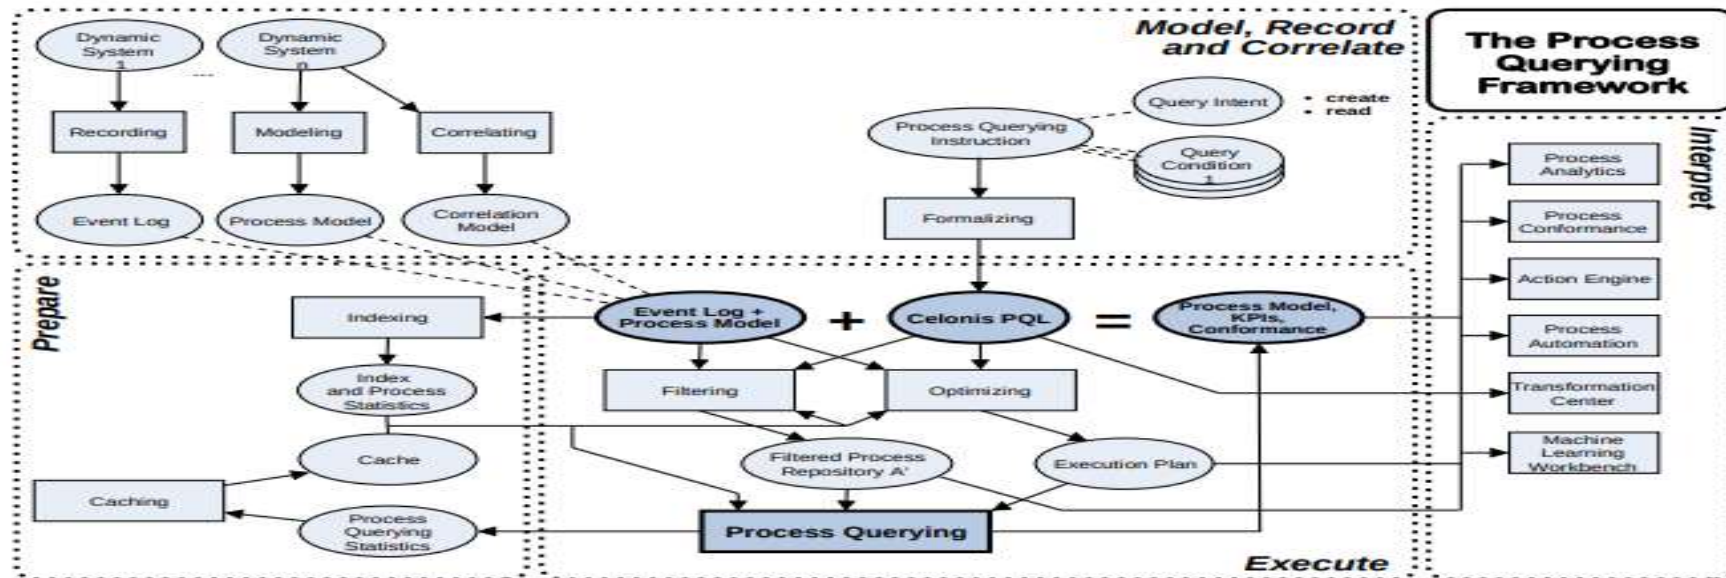 Model, Record
and Correlate
The Process
Querying
Framework
Dynamic
System
1
...
Dynamic
System
n
Recording
Modeling
Correlating
Event Log
Process Model
Correlation
Model
Process Querying
Instruction
Query Intent
• create
• read
Query
Condition
1
Formalizing
Interpret
Process
Analytics
Process
Conformance
Action Engine
Process
Automation
Transformation
Center
Machine
Learning
Workbench
Prepare
Indexing
Index
and Process
Statistics
Cache
Caching
Process
Querying
Statistics
Event Log +
Process Model
+
Celonis PQL
=
Process Model,
KPIs,
Conformance
Filtering
Optimizing
Filtered Process
Repository A'
Execution Plan
Process Querying
Execute